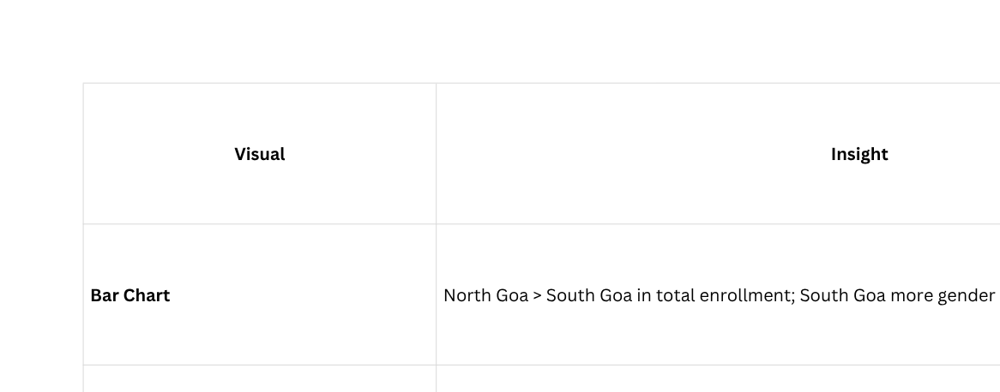 Visual
Insight
Bar Chart
North Goa > South Goa in total enrollment; South Goa more gender